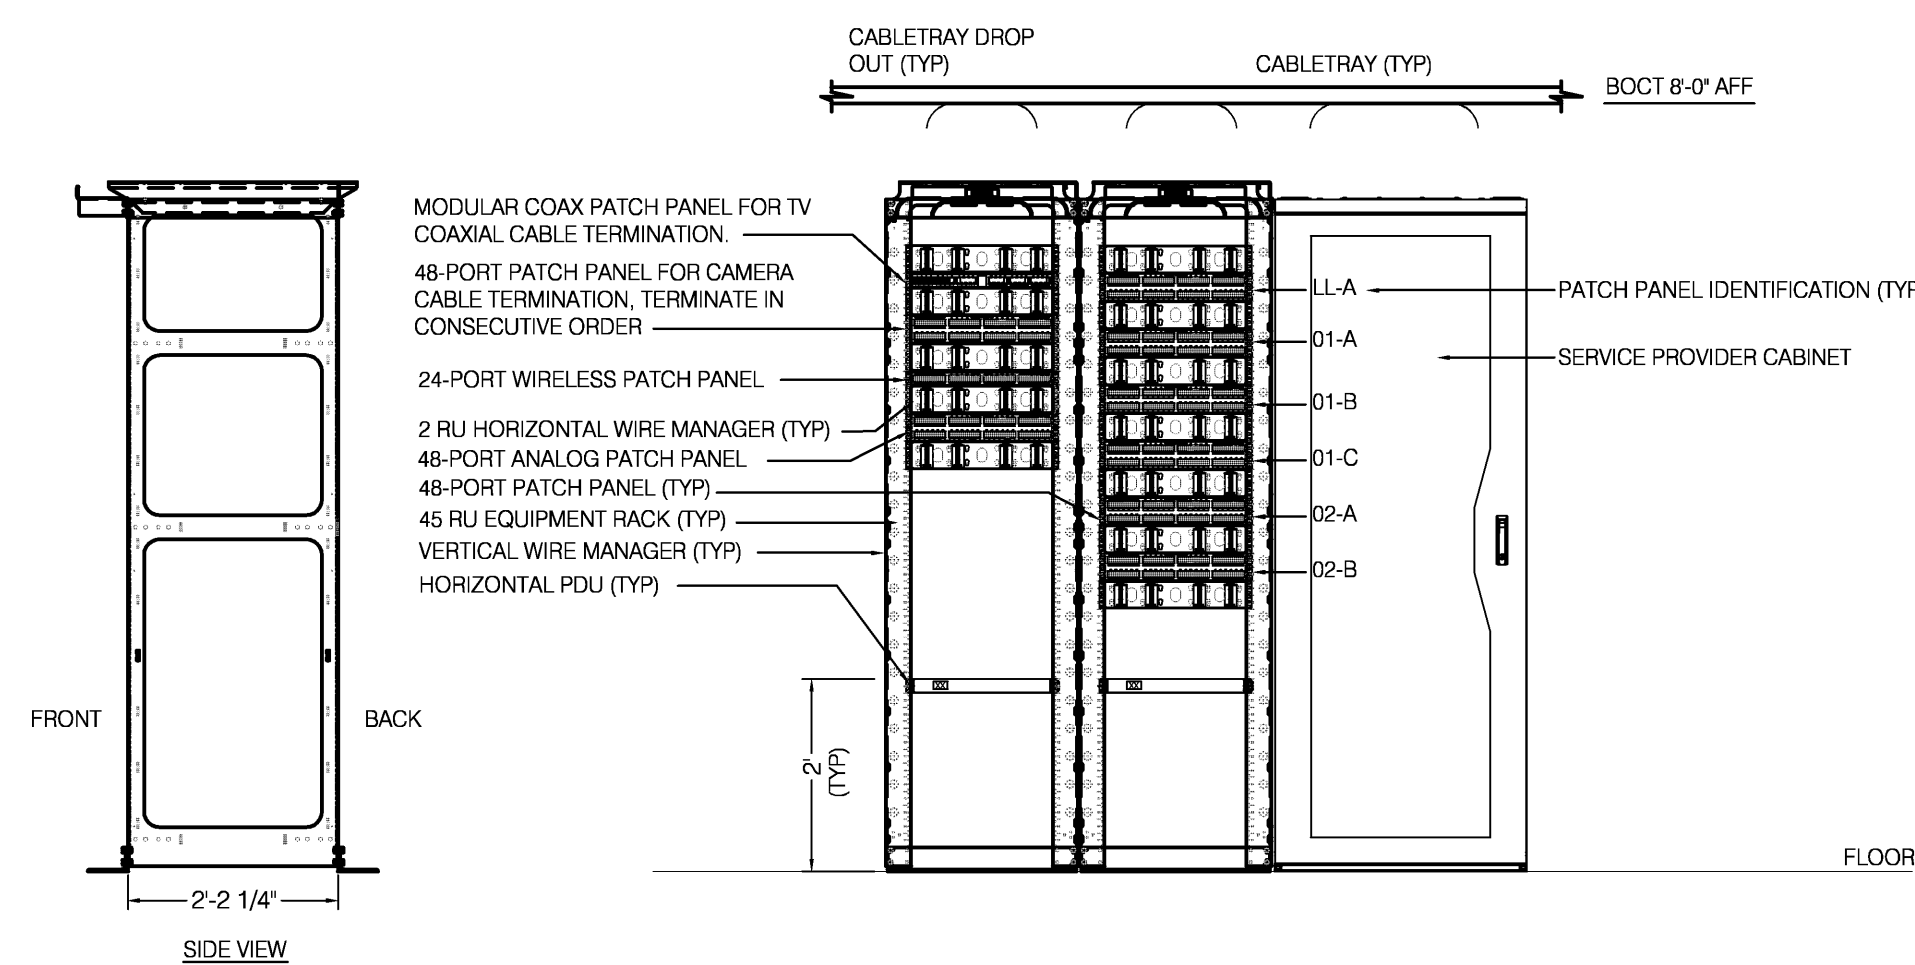 CABLETRAY DROP
OUT (TYP)
CABLETRAY (TYP)
BOCT 8'-0" AFF
MODULAR COAX PATCH PANEL FOR TV
COAXIAL CABLE TERMINATION.
48-PORT PATCH PANEL FOR CAMERA
CABLE TERMINATION, TERMINATE IN
CONSECUTIVE ORDER
24-PORT WIRELESS PATCH PANEL
2 RU HORIZONTAL WIRE MANAGER (TYP)
48-PORT ANALOG PATCH PANEL
48-PORT PATCH PANEL (TYP)
45 RU EQUIPMENT RACK (TYP)
VERTICAL WIRE MANAGER (TYP)
HORIZONTAL PDU (TYP)
LL-A
PATCH PANEL IDENTIFICATION (TYP
01-A
SERVICE PROVIDER CABINET
01-B
01-C
02-A
02-B
XX
XX
FRONT
BACK
2'
(TYP)
FLOOR
2'-2 1/4"
SIDE VIEW